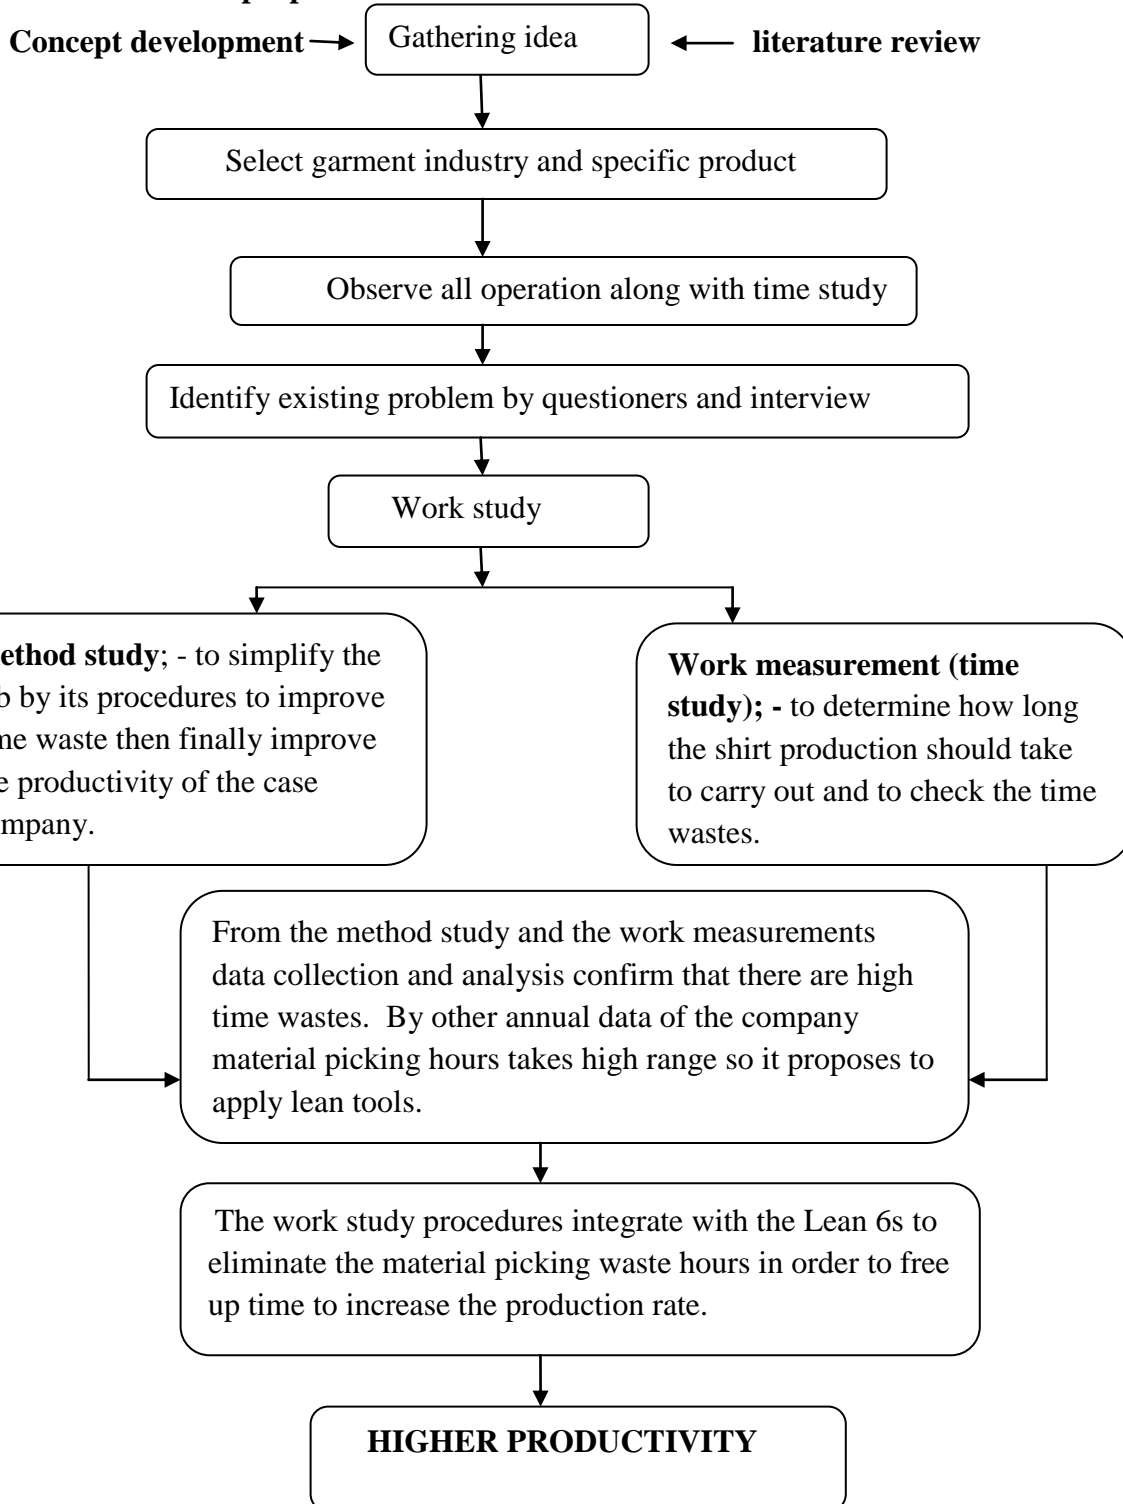 Concept development
Gathering idea
literature review
Select garment industry and specific product
Observe all operation along with time study
Identify existing problem by questioners and interview
Work study
ethod study; - to simplify the
b by its procedures to improve
me waste then finally improve
e productivity of the case
mpany.
Work measurement (time
study); - to determine how long
the shirt production should take
to carry out and to check the time
wastes.
From the method study and the work measurements
data collection and analysis confirm that there are high
time wastes. By other annual data of the company
material picking hours takes high range so it proposes to
apply lean tools.
The work study procedures integrate with the Lean 6s to
eliminate the material picking waste hours in order to free
up time to increase the production rate.
HIGHER PRODUCTIVITY